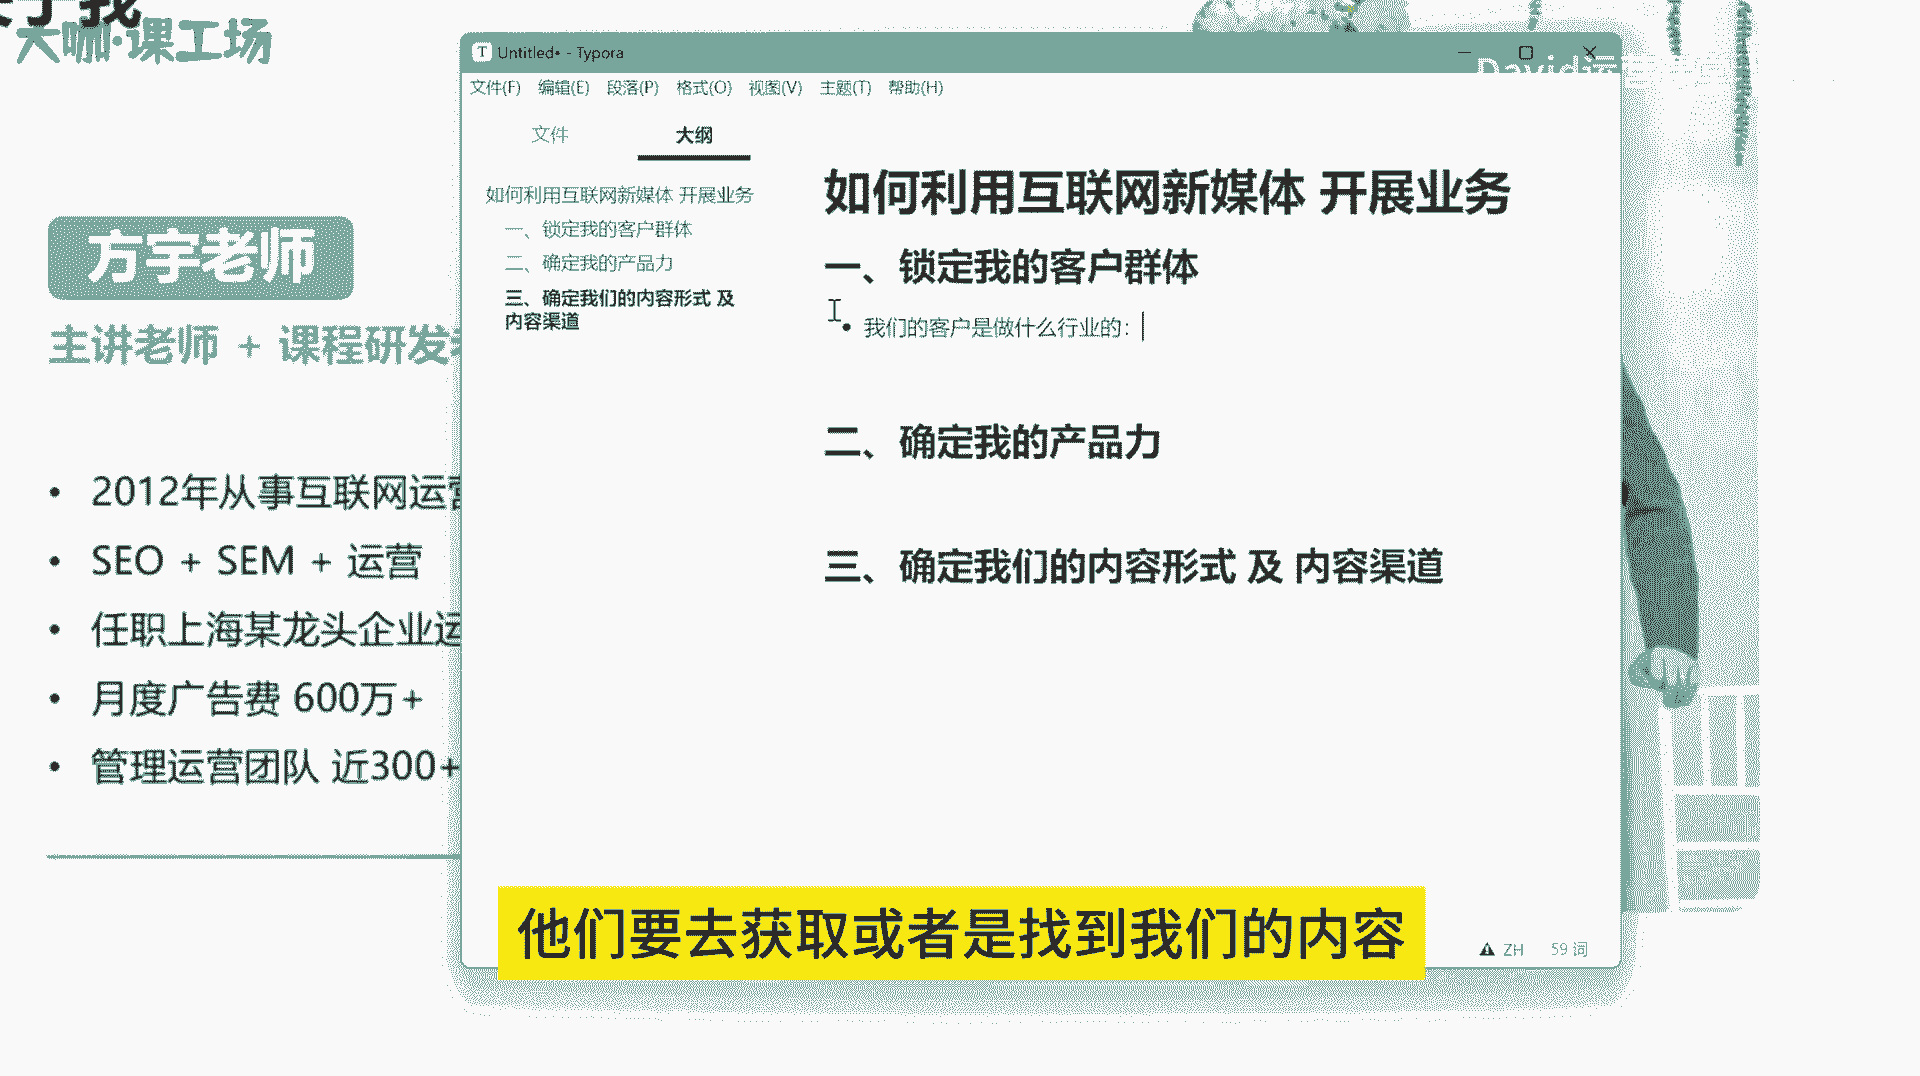 大咖·课工场
方宇老师
主讲老师 + 课程研发
2012年从事互联网运营
SEO + SEM + 运营
任职上海某龙头企业运
月度广告费 600万+
管理运营团队 近300+
Untitled• - Typora
文件(F) 编辑(E) 段落(P) 格式(O) 视图(V) 主题(T) 帮助(H)
文件 大纲
如何利用互联网新媒体 开展业务
一、锁定我的客户群体
二、确定我的产品力
三、确定我们的内容形式 及
内容渠道
如何利用互联网新媒体 开展业务
一、锁定我的客户群体
我们的客户是做什么行业的：
二、确定我的产品力
三、确定我们的内容形式 及 内容渠道
ZH 59 词
David运营
他们要去获取或者是找到我们的内容